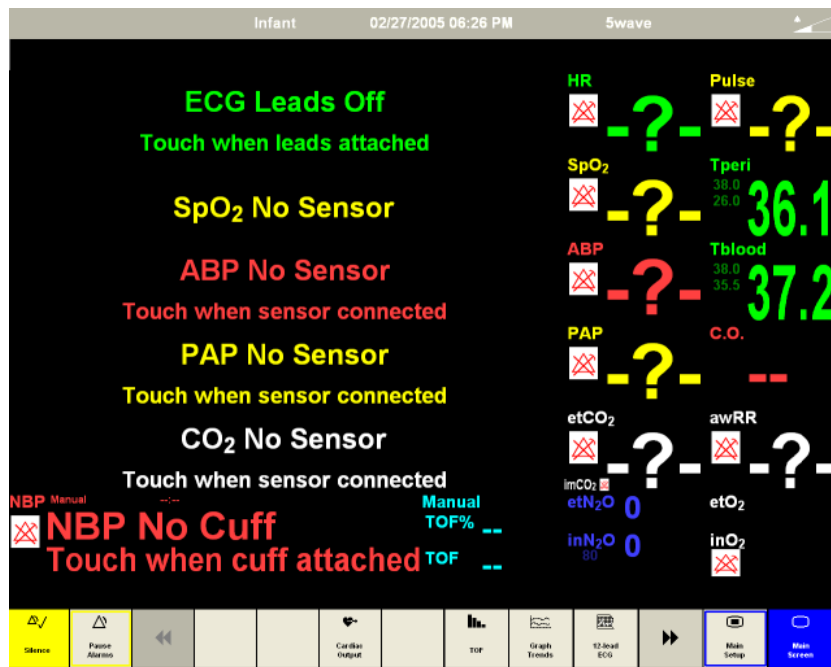 Infant 02/27/2005 06:26 PM 5wave
HR Pulse
ECG Leads Off
-?- -?-
Touch when leads attached
SpO₂ Tperi
38.0
26.0
SpO₂ No Sensor -?- 36.1
ABP Tblood
38.0
35.5
ABP No Sensor -?- 37.2
Touch when sensor connected
PAP C.O.
PAP No Sensor -?- --
Touch when sensor connected
etCO₂ awRR
CO₂ No Sensor -?- -?-
Touch when sensor connected
imCO₂
NBP Manual --:-- Manual etN₂O 0 etO₂
NBP No Cuff TOF% --
inN₂O 0 inO₂
80
Touch when cuff attached TOF --
Silence Pause Alarms Cardiac Output TOF Graph Trends 12-lead ECG Main Setup Main Screen